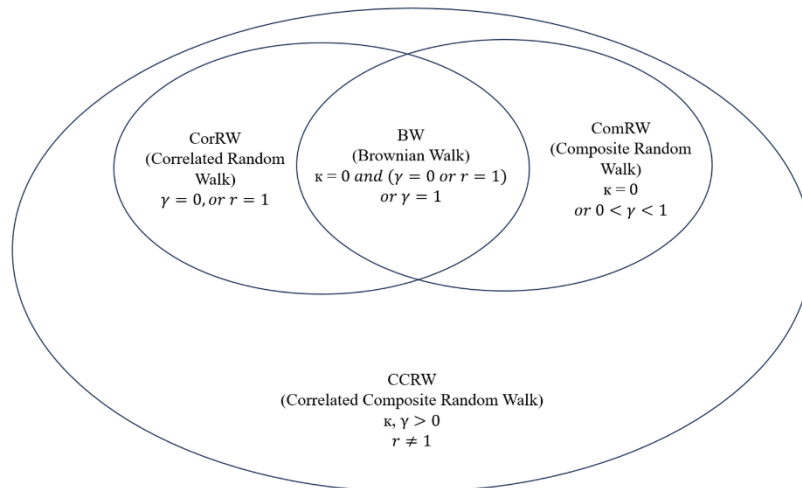 CorRW
(Correlated Random
Walk)
γ = 0, or r = 1
BW
(Brownian Walk)
κ = 0 and (γ = 0 or r = 1)
or γ = 1
ComRW
(Composite Random
Walk)
κ = 0
or 0 < γ < 1
CCRW
(Correlated Composite Random Walk)
κ, γ > 0
r ≠ 1